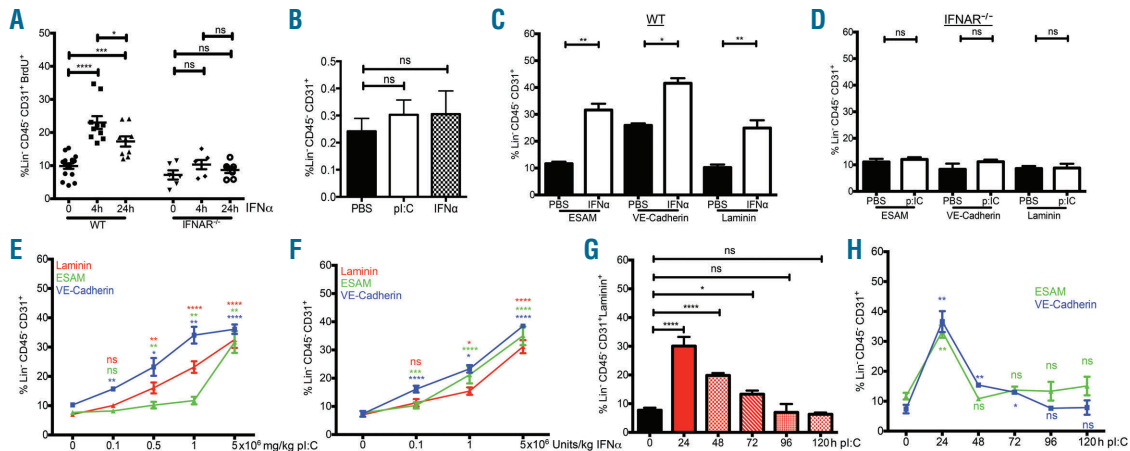 A
%Lin⁻ CD45⁻ CD31⁺ BrdU⁺
50
40
30
20
10
0
ns
*
ns
***
ns
****
0 4h 24h 0 4h 24h IFNα
WT IFNAR⁻/⁻
B
%Lin⁻ CD45⁻ CD31⁺
0.5
0.4
0.3
0.2
0.1
0.0
ns
ns
PBS pI:C IFNα
C
WT
% Lin⁻ CD45⁻ CD31⁺
60
50
40
30
20
10
0
** * **
PBS IFNα PBS IFNα PBS IFNα
ESAM VE-Cadherin Laminin
D
IFNAR⁻/⁻
% Lin⁻ CD45⁻ CD31⁺
60
50
40
30
20
10
0
ns ns ns
PBS p:IC PBS p:IC PBS p:IC
ESAM VE-Cadherin Laminin
E
% Lin⁻ CD45⁻ CD31⁺
60
50
40
30
20
10
0
Laminin
ESAM
VE-Cadherin
ns
ns
**
**
**
*
****
**
**
****
**
****
0 0.1 0.5 1 5x10⁶ mg/kg pI:C
F
% Lin⁻ CD45⁻ CD31⁺
60
50
40
30
20
10
0
Laminin
ESAM
VE-Cadherin
ns
***
****
*
****
*
****
****
****
0 0.1 1 5x10⁶ Units/kg IFNα
G
% Lin⁻ CD45⁻ CD31⁺Laminin⁺
60
50
40
30
20
10
0
ns
ns
*
****
****
0 24 48 72 96 120h pI:C
H
% Lin⁻ CD45⁻ CD31⁺
60
50
40
30
20
10
0
ESAM
VE-Cadherin
**
**
**
ns
ns
*
ns
ns
ns
ns
0 24 48 72 96 120h pI:C